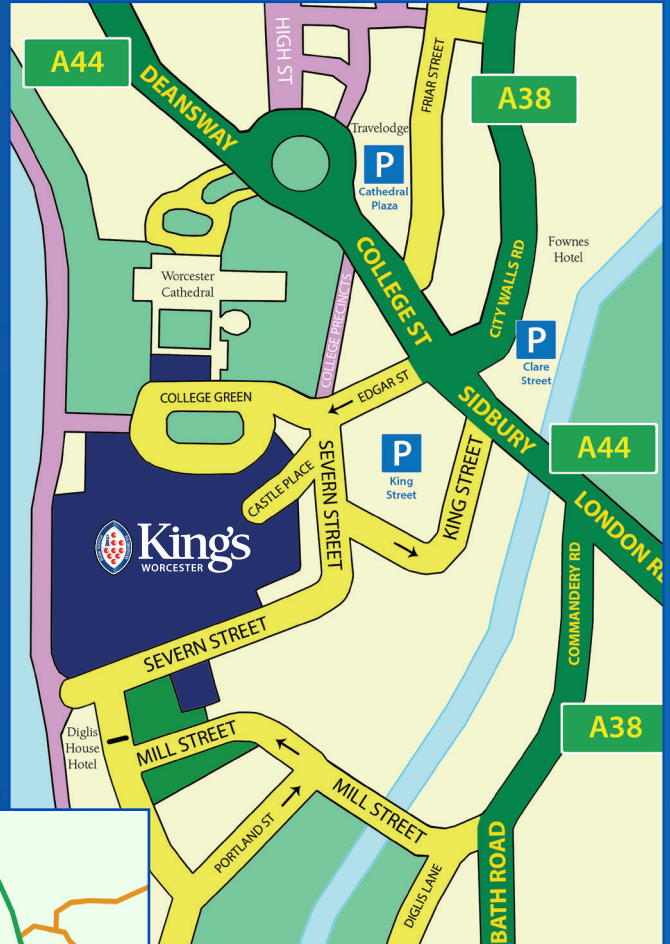 HIGH ST
A44
DEANSWAY
FRIAR STREET
A38
Travelodge
P
Cathedral
Plaza
Fownes
Hotel
Worcester
Cathedral
COLLEGE PRECINCTS
COLLEGE ST
CITY WALLS RD
P
Clare
Street
COLLEGE GREEN
EDGAR ST
SIDBURY
A44
P
King
Street
KING STREET
CASTLE PLACE
SEVERN STREET
LONDON R
King's
WORCESTER
COMMANDERY RD
SEVERN STREET
A38
Diglis
House
Hotel
MILL STREET
MILL STREET
PORTLAND ST
DIGLIS LANE
BATH ROAD